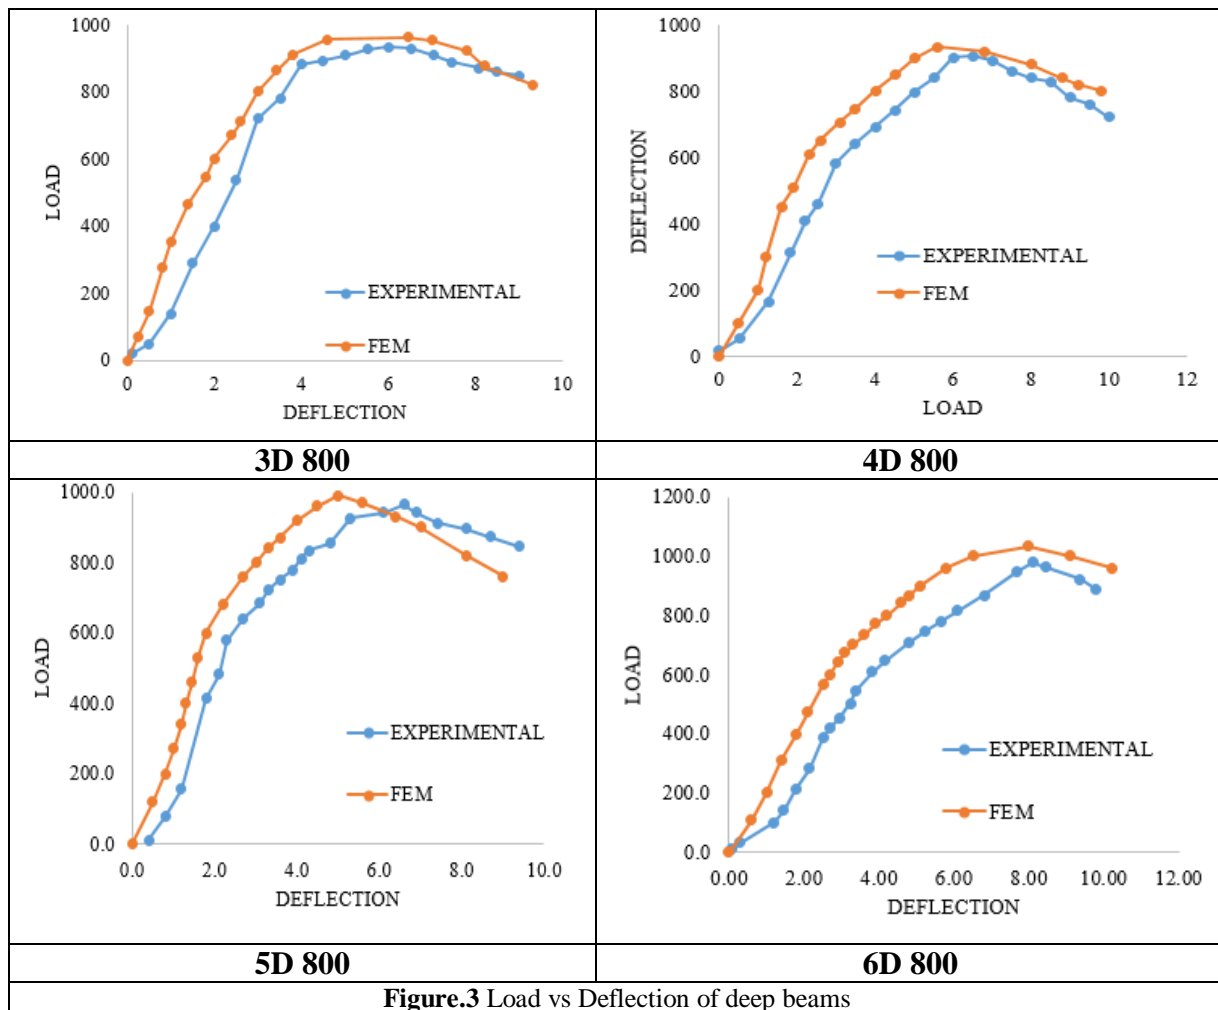 1000
800
600
400
200
0
LOAD
EXPERIMENTAL
FEM
0 2 4 6 8 10
DEFLECTION
3D 800
1000
800
600
400
200
0
DEFLECTION
EXPERIMENTAL
FEM
0 2 4 6 8 10 12
LOAD
4D 800
1000.0
800.0
600.0
400.0
200.0
0.0
LOAD
EXPERIMENTAL
FEM
0.0 2.0 4.0 6.0 8.0 10.0
DEFLECTION
5D 800
1200.0
1000.0
800.0
600.0
400.0
200.0
0.0
LOAD
EXPERIMENTAL
FEM
0.00 2.00 4.00 6.00 8.00 10.00 12.00
DEFLECTION
6D 800
Figure.3 Load vs Deflection of deep beams